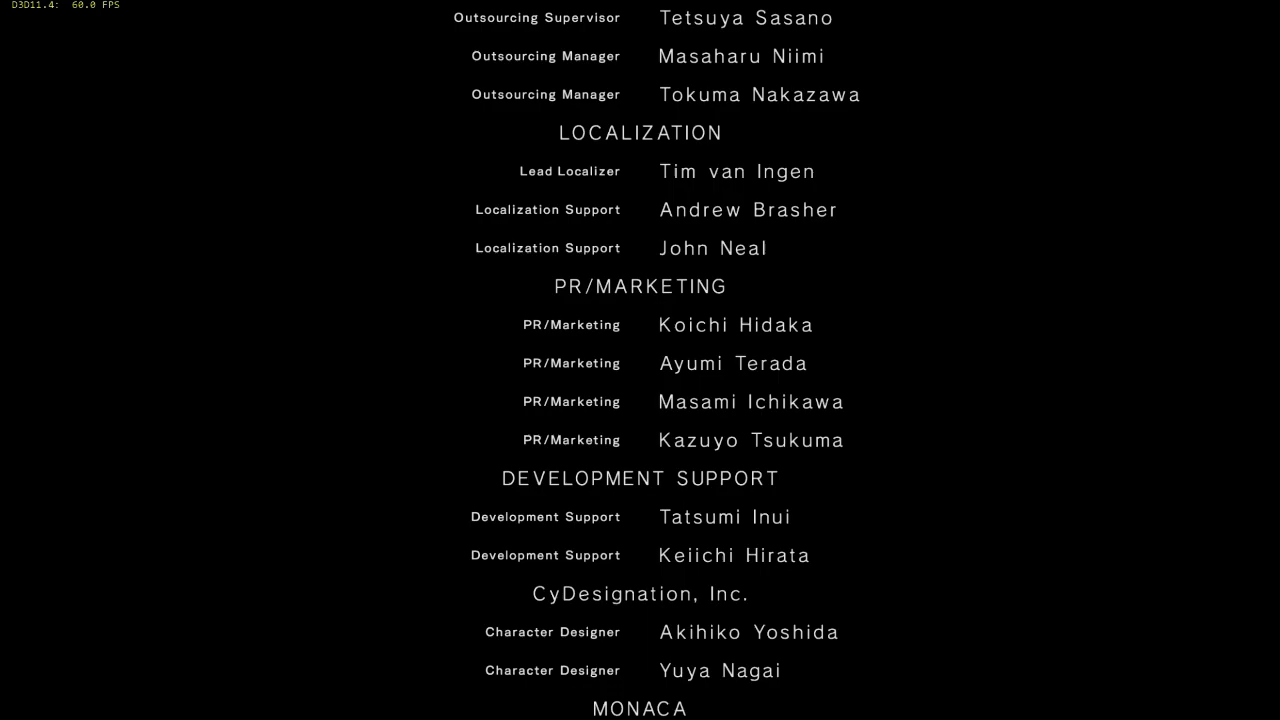 D3D11.4: 60.0 FPS
Outsourcing Supervisor Tetsuya Sasano
Outsourcing Manager Masaharu Niimi
Outsourcing Manager Tokuma Nakazawa
LOCALIZATION
Lead Localizer Tim van Ingen
Localization Support Andrew Brasher
Localization Support John Neal
PR/MARKETING
PR/Marketing Koichi Hidaka
PR/Marketing Ayumi Terada
PR/Marketing Masami Ichikawa
PR/Marketing Kazuyo Tsukuma
DEVELOPMENT SUPPORT
Development Support Tatsumi Inui
Development Support Keiichi Hirata
CyDesignation, Inc.
Character Designer Akihiko Yoshida
Character Designer Yuya Nagai
MONACA